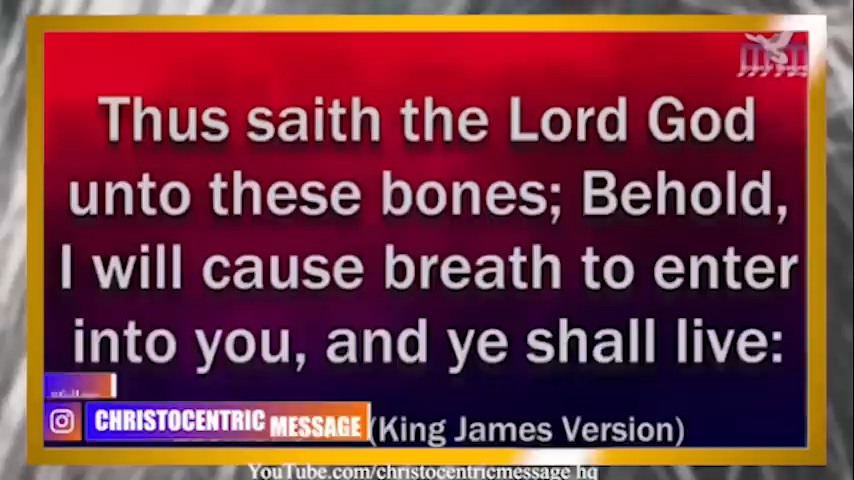 Thus saith the Lord God
unto these bones; Behold,
I will cause breath to enter
into you, and ye shall live:
CHRISTOCENTRIC MESSAGE
(King James Version)
YouTube.com/christocentricmessage hq